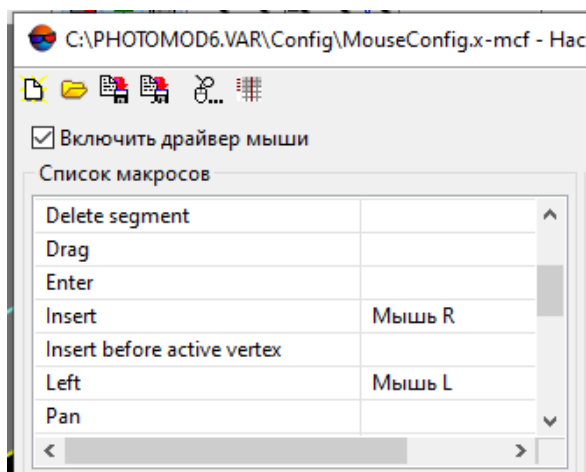 C:\PHOTOMOD6.VAR\Config\MouseConfig.x-mcf - Нас
Включить драйвер мыши
Список макросов
Delete segment
Drag
Enter
Insert Мышь R
Insert before active vertex
Left Мышь L
Pan